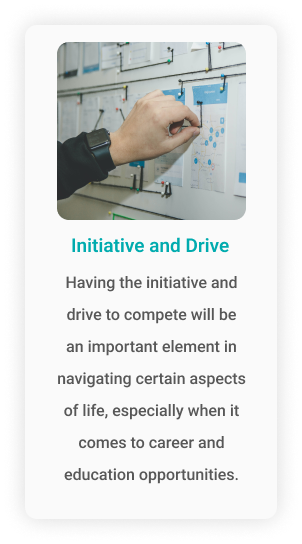 Initiative and Drive
Having the initiative and
drive to compete will be
an important element in
navigating certain aspects
of life, especially when it
comes to career and
education opportunities.